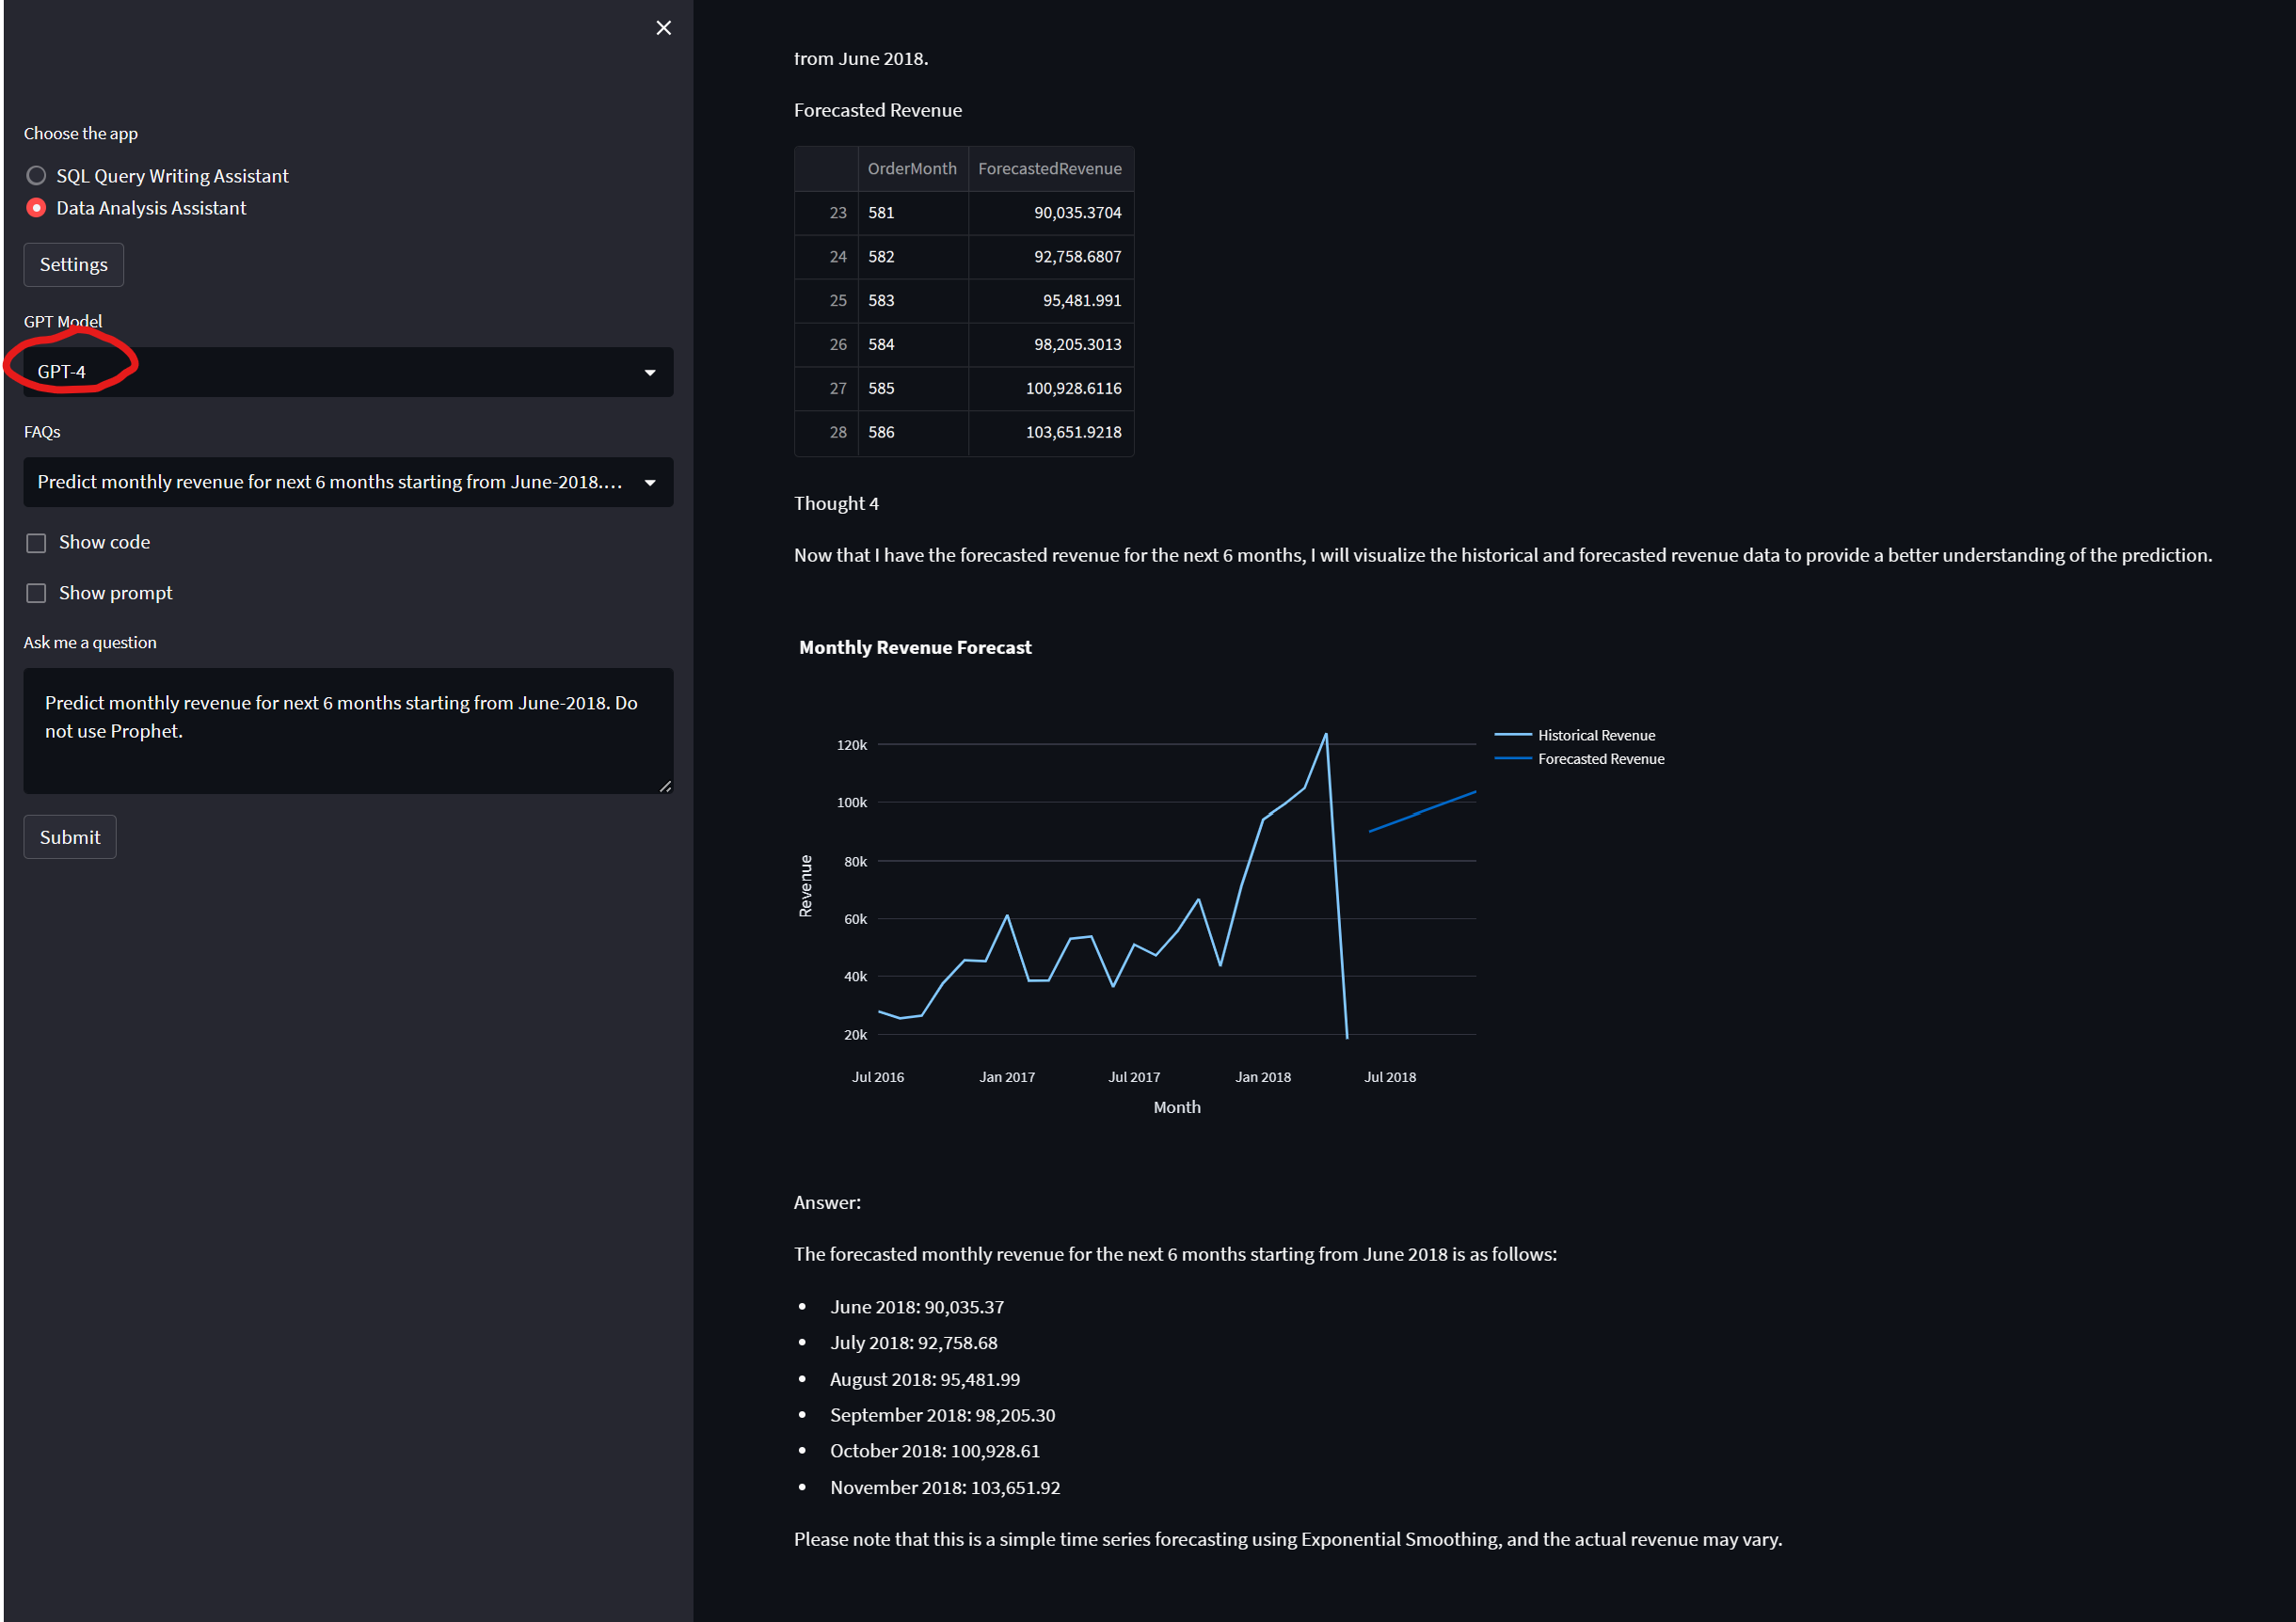 Choose the app
SQL Query Writing Assistant
Data Analysis Assistant
Settings
GPT Model
GPT-4
FAQs
Predict monthly revenue for next 6 months starting from June-2018....
Show code
Show prompt
Ask me a question
Predict monthly revenue for next 6 months starting from June-2018. Do
not use Prophet.
Submit
from June 2018.
Forecasted Revenue
OrderMonth ForecastedRevenue
23 581 90,035.3704
24 582 92,758.6807
25 583 95,481.991
26 584 98,205.3013
27 585 100,928.6116
28 586 103,651.9218
Thought 4
Now that I have the forecasted revenue for the next 6 months, I will visualize the historical and forecasted revenue data to provide a better understanding of the prediction.
Monthly Revenue Forecast
Historical Revenue
Forecasted Revenue
120k
100k
80k
60k
40k
20k
Revenue
Jul 2016 Jan 2017 Jul 2017 Jan 2018 Jul 2018
Month
Answer:
The forecasted monthly revenue for the next 6 months starting from June 2018 is as follows:
• June 2018: 90,035.37
• July 2018: 92,758.68
• August 2018: 95,481.99
• September 2018: 98,205.30
• October 2018: 100,928.61
• November 2018: 103,651.92
Please note that this is a simple time series forecasting using Exponential Smoothing, and the actual revenue may vary.